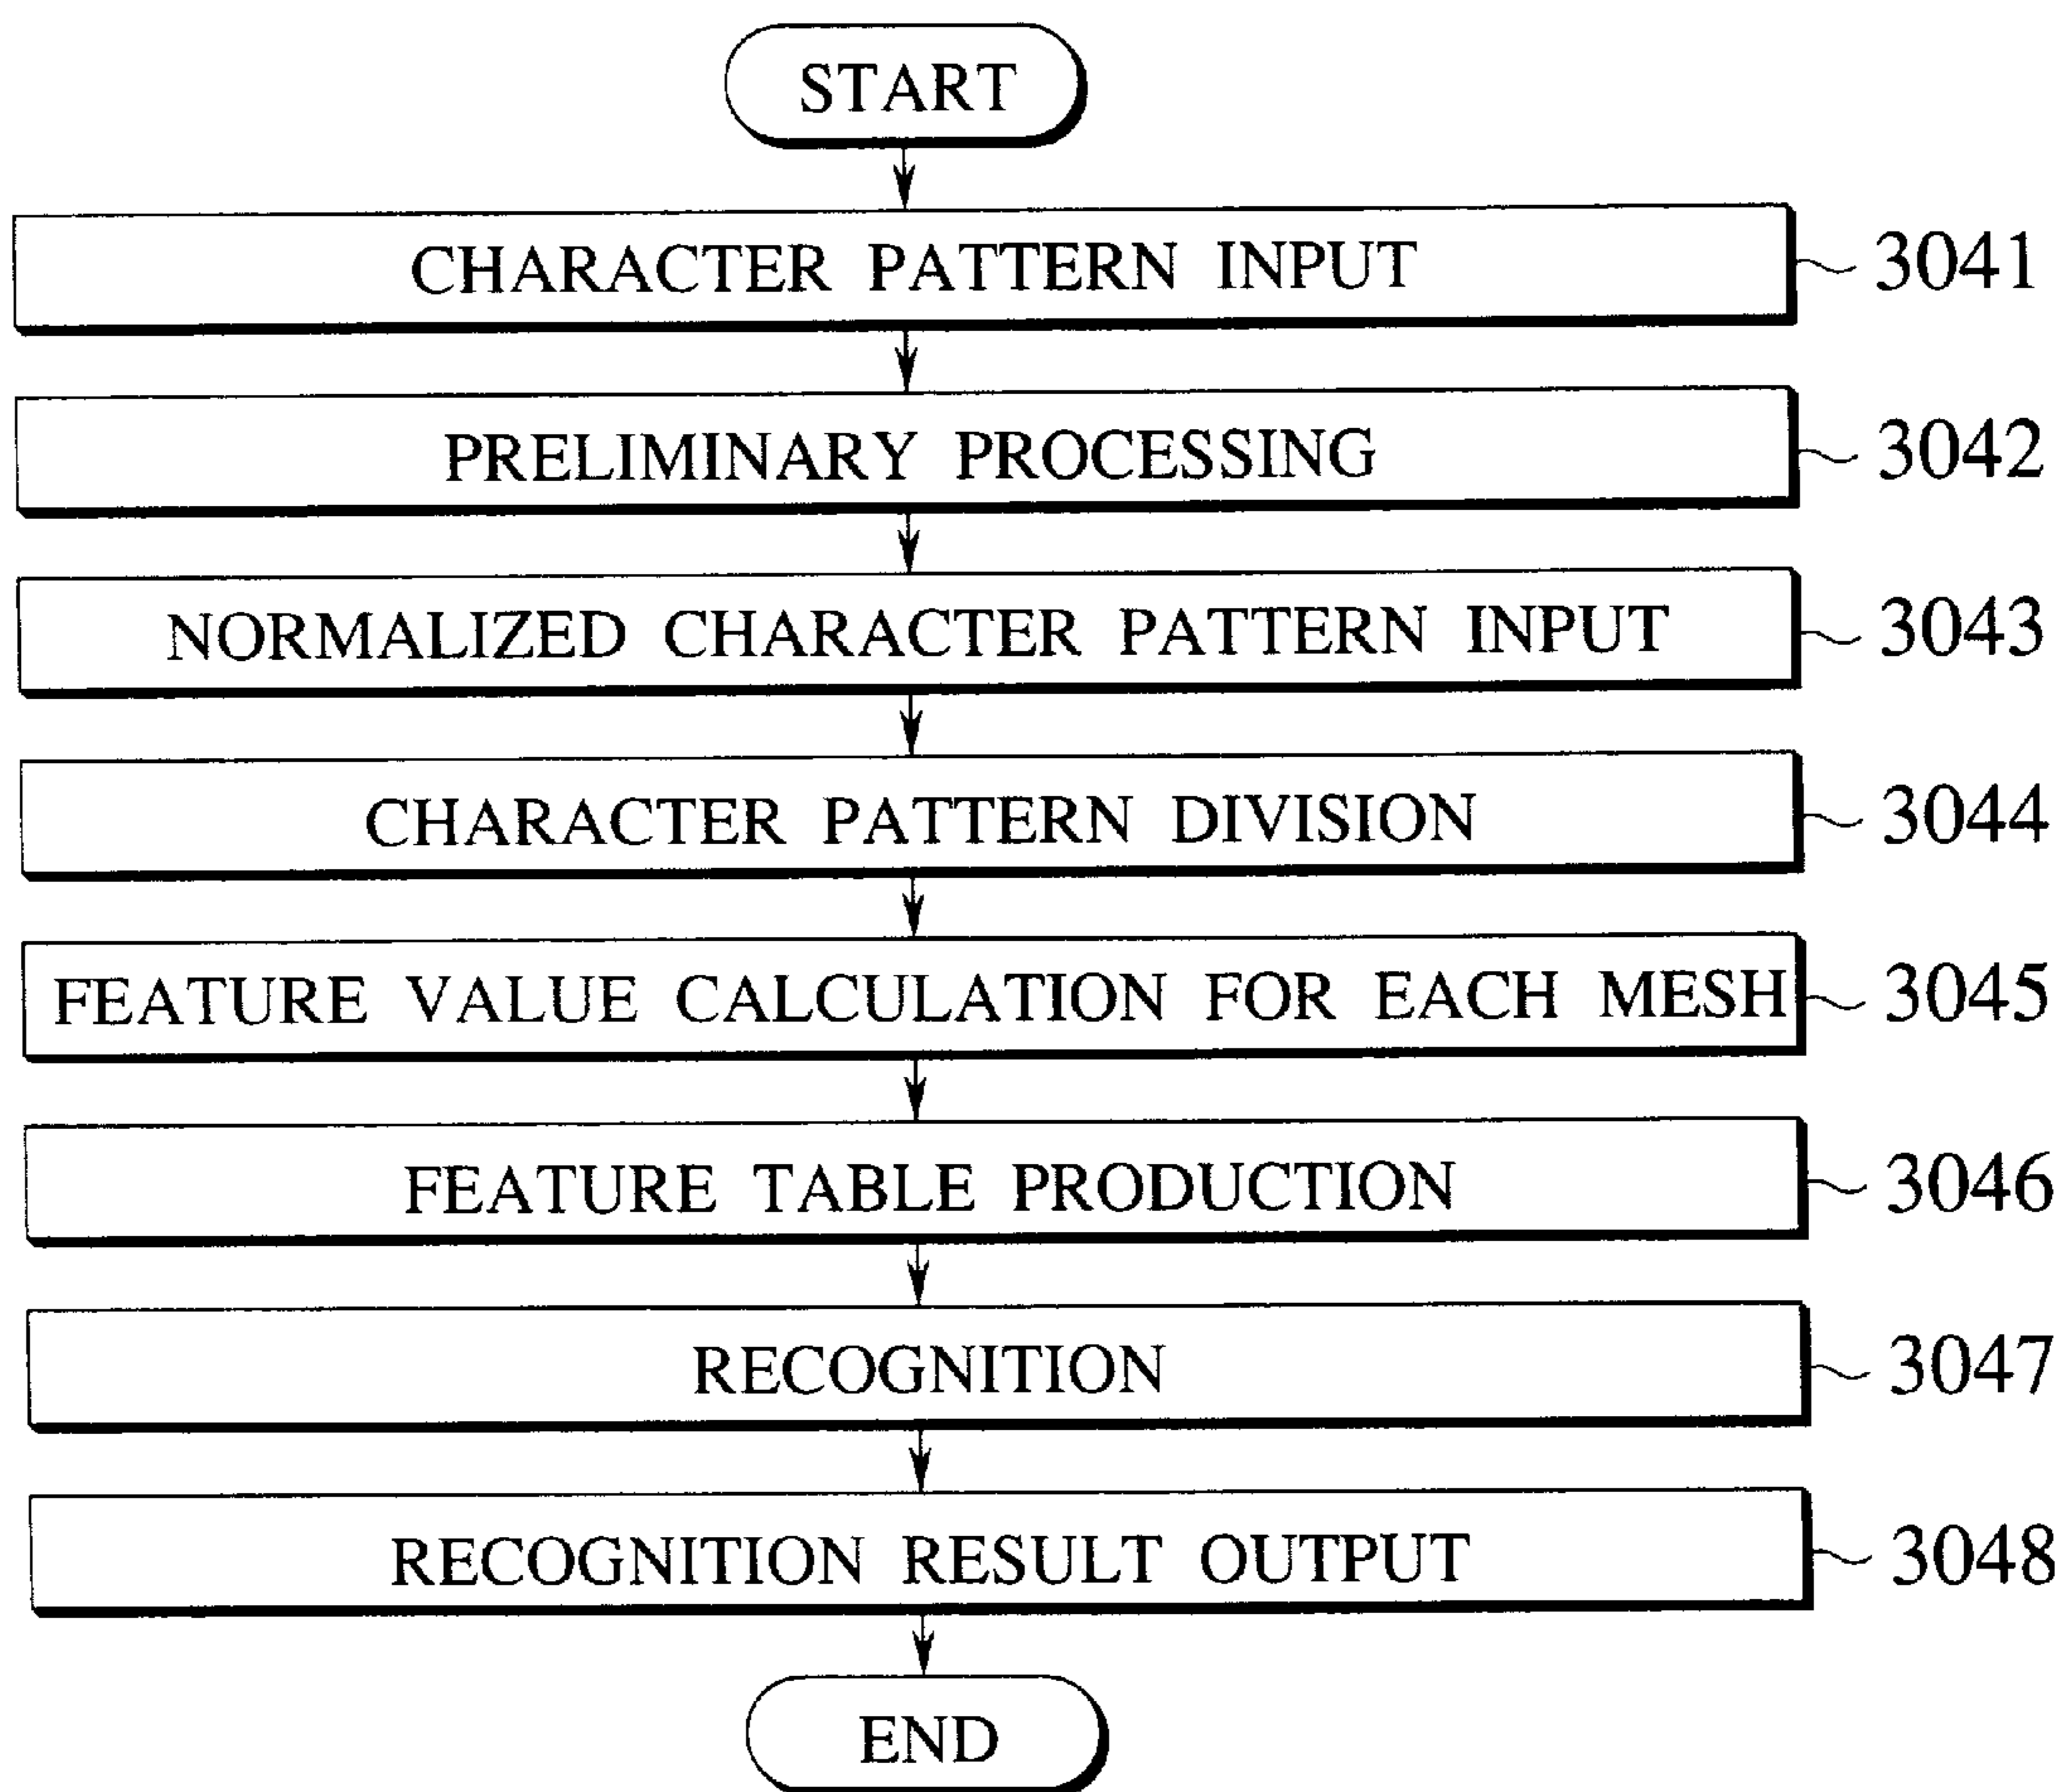 START
CHARACTER PATTERN INPUT 3041
PRELIMINARY PROCESSING 3042
NORMALIZED CHARACTER PATTERN INPUT 3043
CHARACTER PATTERN DIVISION 3044
FEATURE VALUE CALCULATION FOR EACH MESH 3045
FEATURE TABLE PRODUCTION 3046
RECOGNITION 3047
RECOGNITION RESULT OUTPUT 3048
END